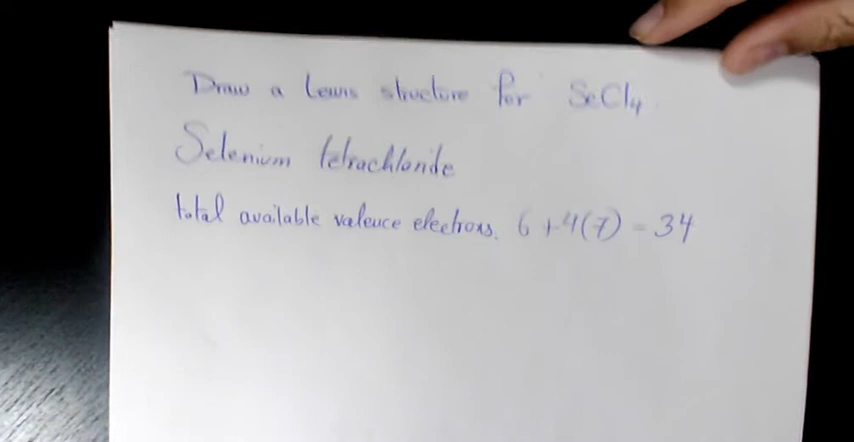 Draw a Lewis structure for SeCl4
Selenium tetrachloride
total available valence electrons. 6 + 4(7) = 34